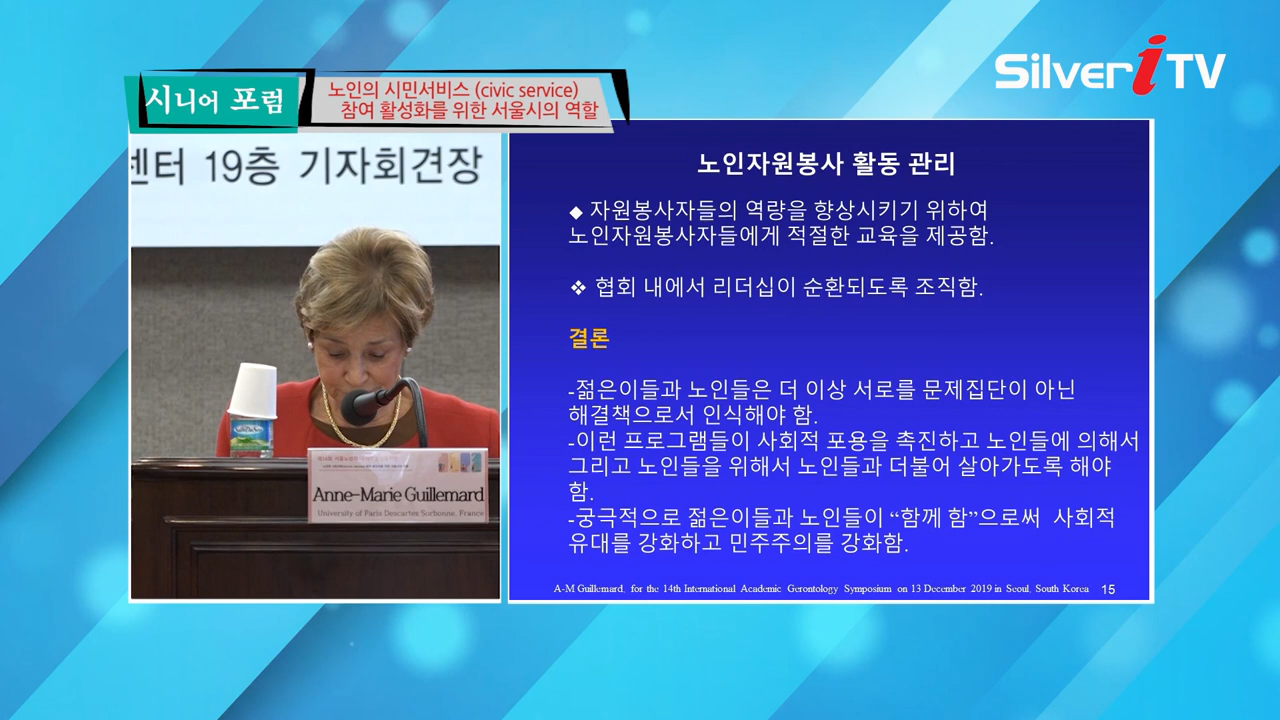 Silver i TV
시니어 포럼
노인의 시민서비스 (civic service)
참여 활성화를 위한 서울시의 역할
센터 19층 기자회견장
노인자원봉사 활동 관리
◆ 자원봉사자들의 역량을 향상시키기 위하여
노인자원봉사자들에게 적절한 교육을 제공함.
❖ 협회 내에서 리더십이 순환되도록 조직함.
결론
-젊은이들과 노인들은 더 이상 서로를 문제집단이 아닌
해결책으로서 인식해야 함.
-이런 프로그램들이 사회적 포용을 촉진하고 노인들에 의해서
그리고 노인들을 위해서 노인들과 더불어 살아가도록 해야
함.
-궁극적으로 젊은이들과 노인들이 “함께 함”으로써 사회적
유대를 강화하고 민주주의를 강화함.
A-M Guillemard, for the 14th International Academic Gerontology Symposium on 13 December 2019 in Seoul, South Korea 15
Anne-Marie Guillemard
University of Paris Descartes Sorbonne, France